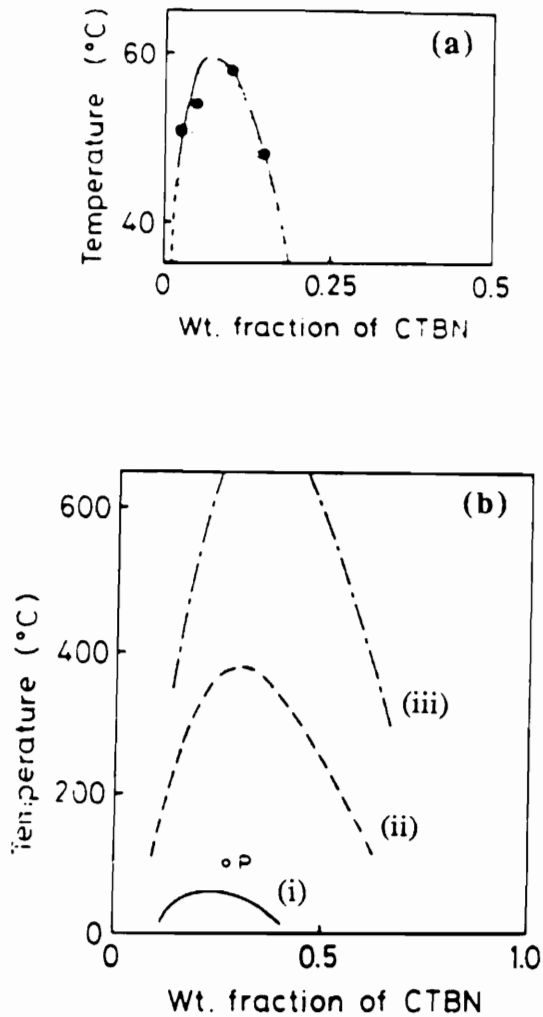 (a)
Temperature (°C)
60
40
0
0.25
0.5
Wt. fraction of CTBN
(b)
Temperature (°C)
600
400
200
0
(iii)
(ii)
P
(i)
0
0.5
1.0
Wt. fraction of CTBN